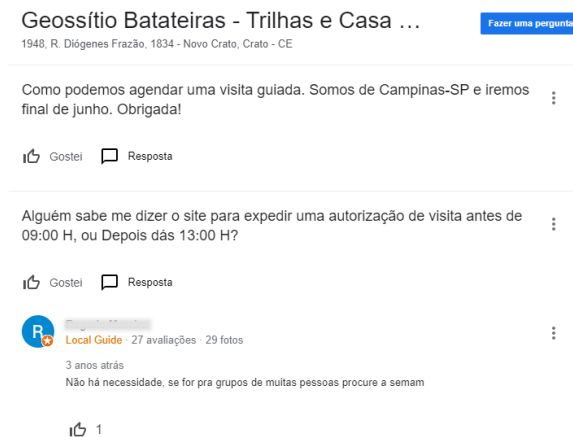 Geossítio Batateiras - Trilhas e Casa ...
Fazer uma pergunta
1948, R. Diógenes Frazão, 1834 - Novo Crato, Crato - CE
Como podemos agendar uma visita guiada. Somos de Campinas-SP e iremos
final de junho. Obrigada!
Gostei Resposta
Alguém sabe me dizer o site para expedir uma autorização de visita antes de
09:00 H, ou Depois dás 13:00 H?
Gostei Resposta
R
Local Guide · 27 avaliações · 29 fotos
3 anos atrás
Não há necessidade, se for pra grupos de muitas pessoas procure a semam
1